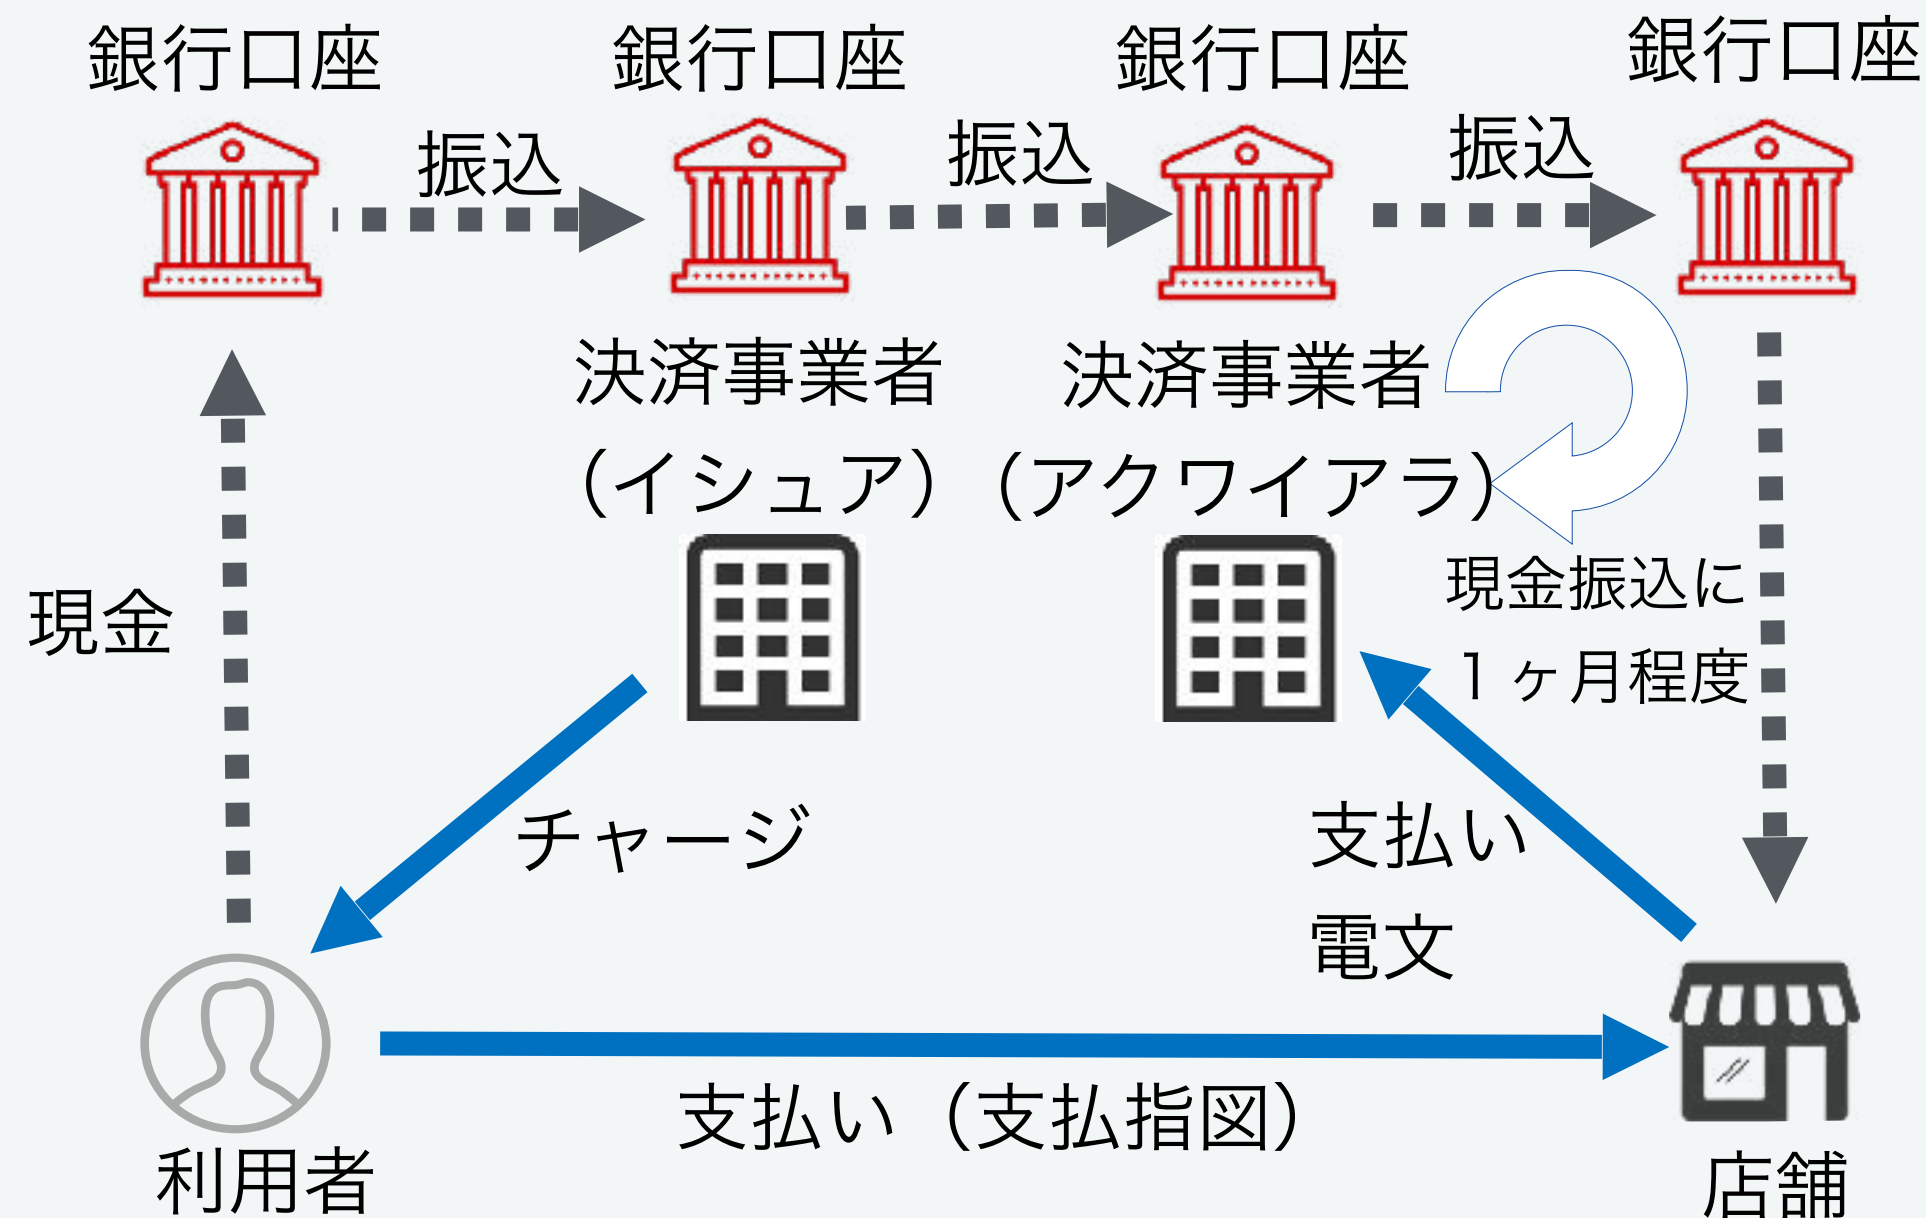 銀行口座
銀行口座
銀行口座
銀行口座
振込
振込
振込
決済事業者
（イシュア）
決済事業者
（アクワイアラ）
現金
現金振込に
１ヶ月程度
チャージ
支払い
電文
支払い（支払指図）
利用者
店舗